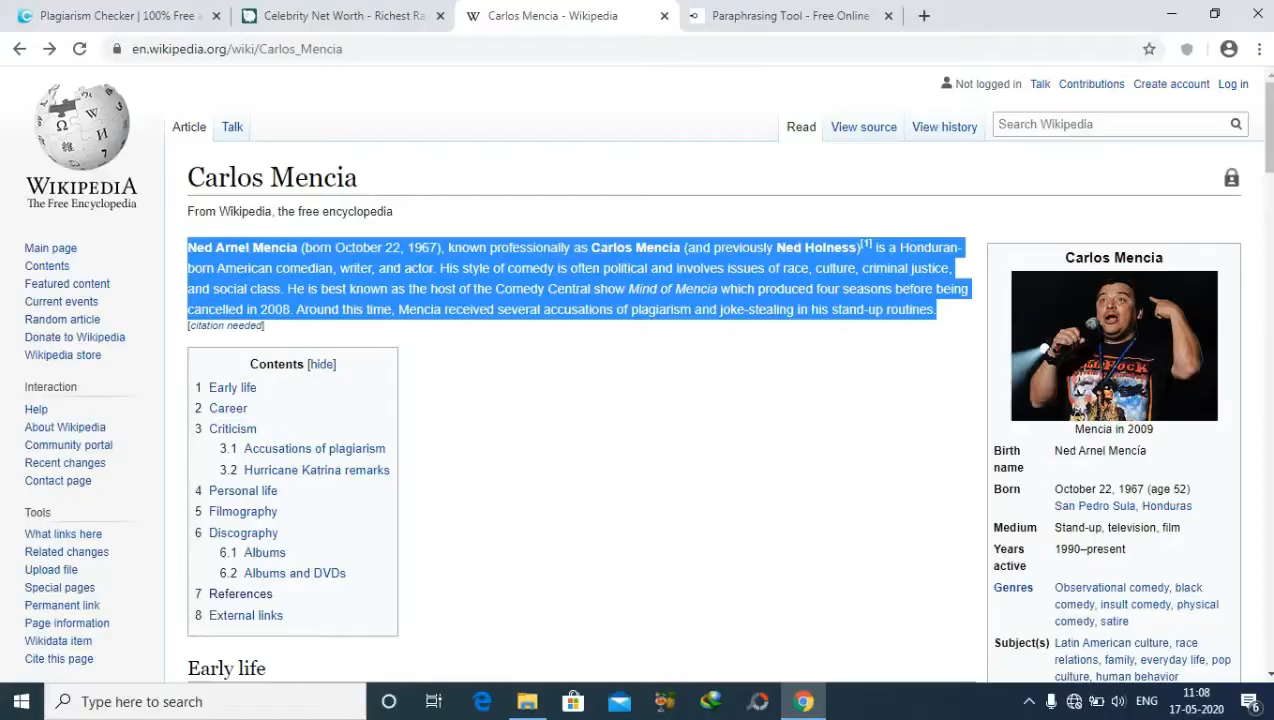 Plagiarism Checker | 100% Free a
Celebrity Net Worth - Richest Ra
Carlos Mencia - Wikipedia
Paraphrasing Tool - Free Online
en.wikipedia.org/wiki/Carlos_Mencia
Not logged in Talk Contributions Create account Log in
Article Talk Read View source View history Search Wikipedia
WIKIPEDIA
The Free Encyclopedia
Main page
Contents
Featured content
Current events
Random article
Donate to Wikipedia
Wikipedia store
Interaction
Help
About Wikipedia
Community portal
Recent changes
Contact page
Tools
What links here
Related changes
Upload file
Special pages
Permanent link
Page information
Wikidata item
Cite this page
Carlos Mencia
From Wikipedia, the free encyclopedia
Ned Arnel Mencia (born October 22, 1967), known professionally as Carlos Mencia (and previously Ned Holness)[1] is a Honduran-
born American comedian, writer, and actor. His style of comedy is often political and involves issues of race, culture, criminal justice,
and social class. He is best known as the host of the Comedy Central show Mind of Mencia which produced four seasons before being
cancelled in 2008. Around this time, Mencia received several accusations of plagiarism and joke-stealing in his stand-up routines.
[citation needed]
Contents [hide]
1 Early life
2 Career
3 Criticism
3.1 Accusations of plagiarism
3.2 Hurricane Katrina remarks
4 Personal life
5 Filmography
6 Discography
6.1 Albums
6.2 Albums and DVDs
7 References
8 External links
Early life
Carlos Mencia
Mencia in 2009
Birth name Ned Arnel Mencía
Born October 22, 1967 (age 52)
San Pedro Sula, Honduras
Medium Stand-up, television, film
Years active 1990–present
Genres Observational comedy, black
comedy, insult comedy, physical
comedy, satire
Subject(s) Latin American culture, race
relations, family, everyday life, pop
culture, human behavior
Type here to search
ENG
11:08
17-05-2020
6